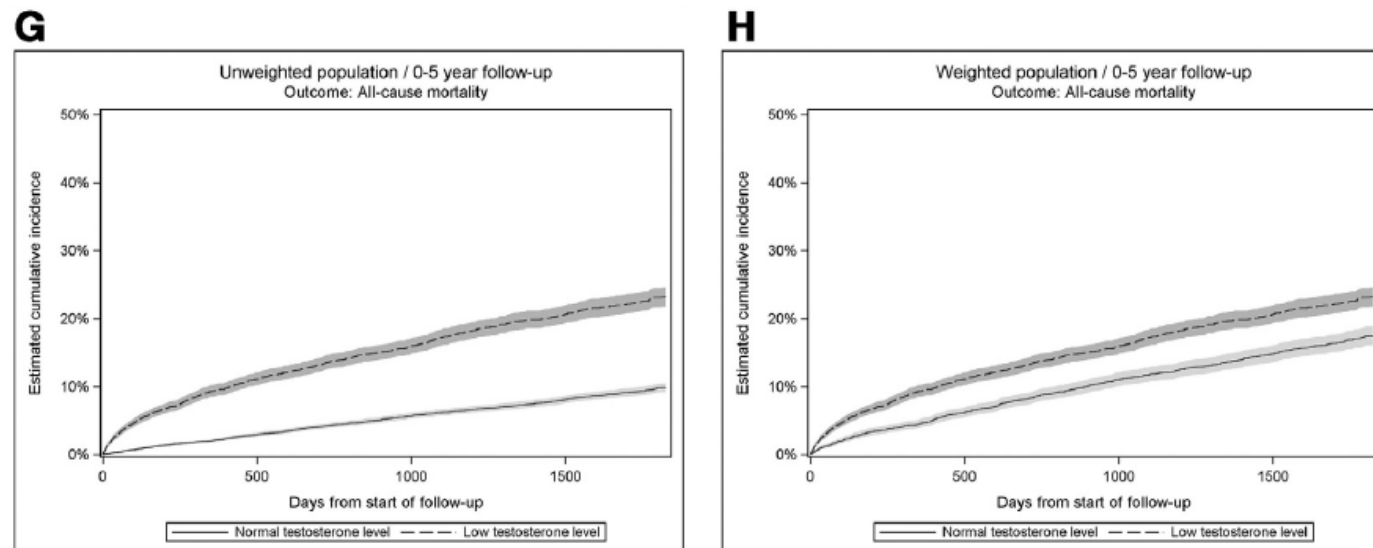 G
Unweighted population / 0-5 year follow-up
Outcome: All-cause mortality
50%
40%
30%
20%
10%
0%
Estimated cumulative incidence
0 500 1000 1500
Days from start of follow-up
Normal testosterone level Low testosterone level
H
Weighted population / 0-5 year follow-up
Outcome: All-cause mortality
50%
40%
30%
20%
10%
0%
Estimated cumulative incidence
0 500 1000 1500
Days from start of follow-up
Normal testosterone level Low testosterone level